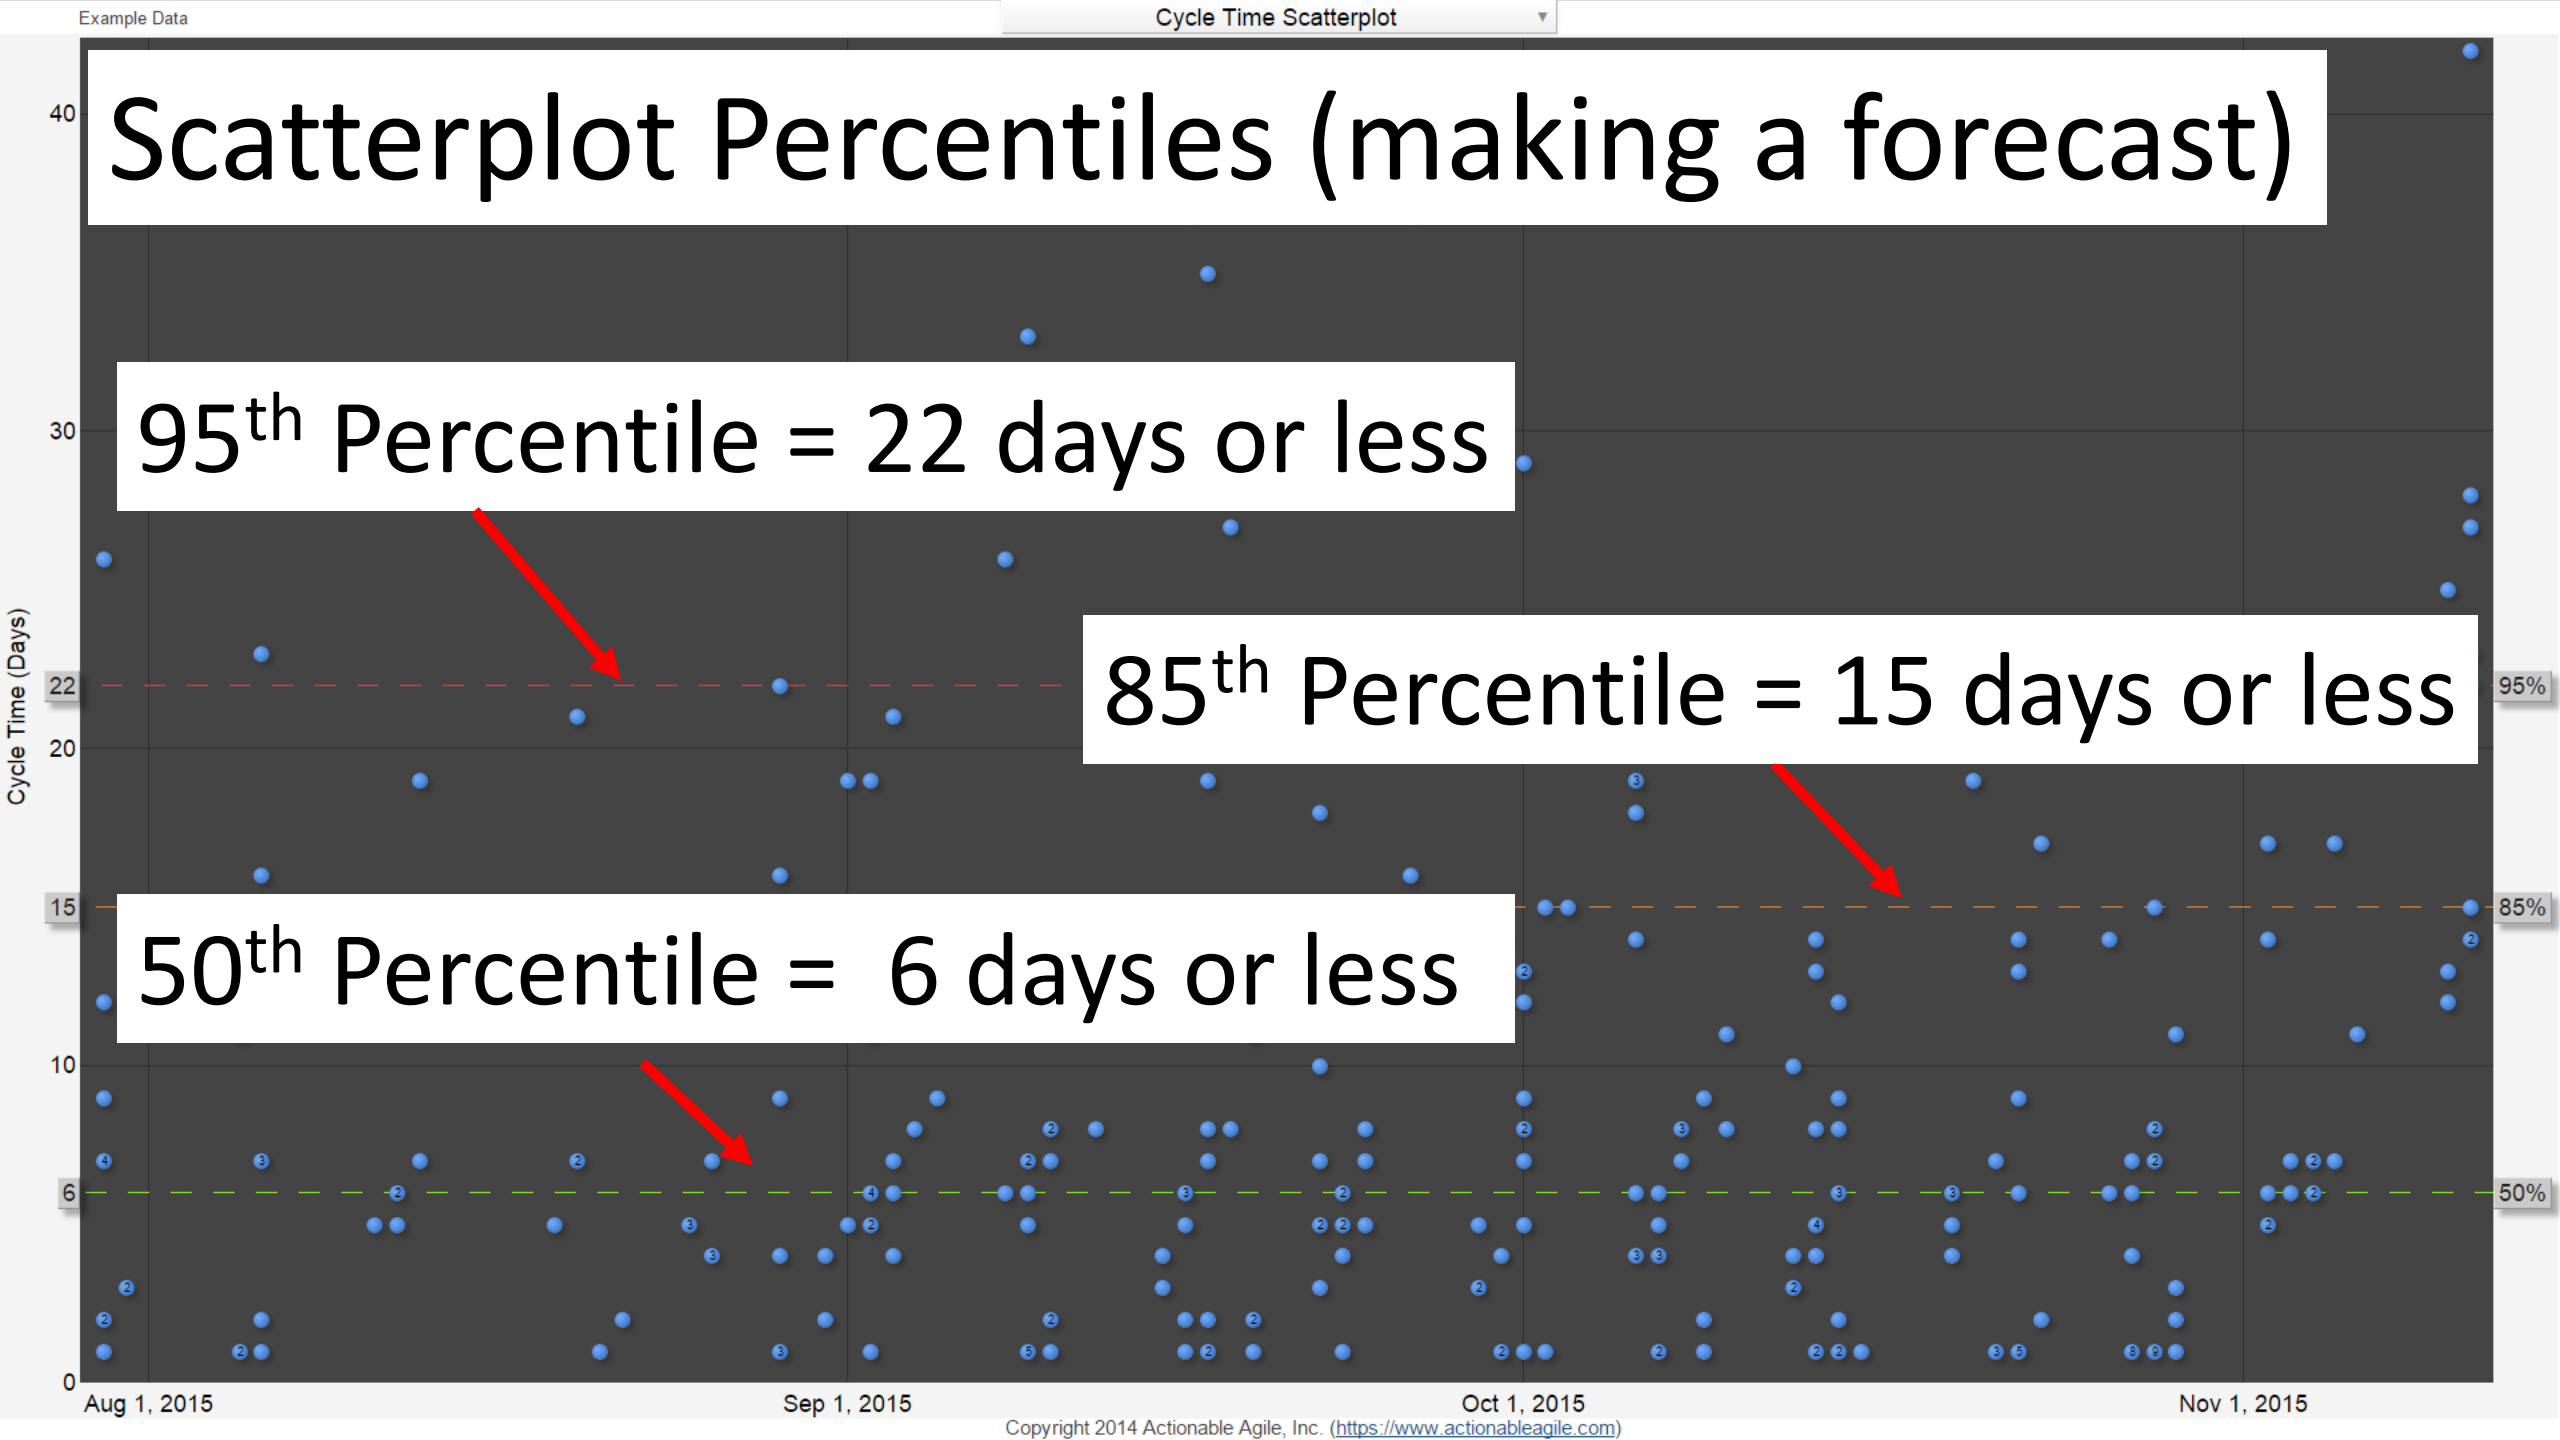 Example Data
Cycle Time Scatterplot
Scatterplot Percentiles (making a forecast)
40
30
95th Percentile = 22 days or less
85th Percentile = 15 days or less
22
95%
20
15
85%
50th Percentile = 6 days or less
10
6
50%
0
Cycle Time (Days)
Aug 1, 2015
Sep 1, 2015
Oct 1, 2015
Nov 1, 2015
Copyright 2014 Actionable Agile, Inc. (https://www.actionableagile.com)